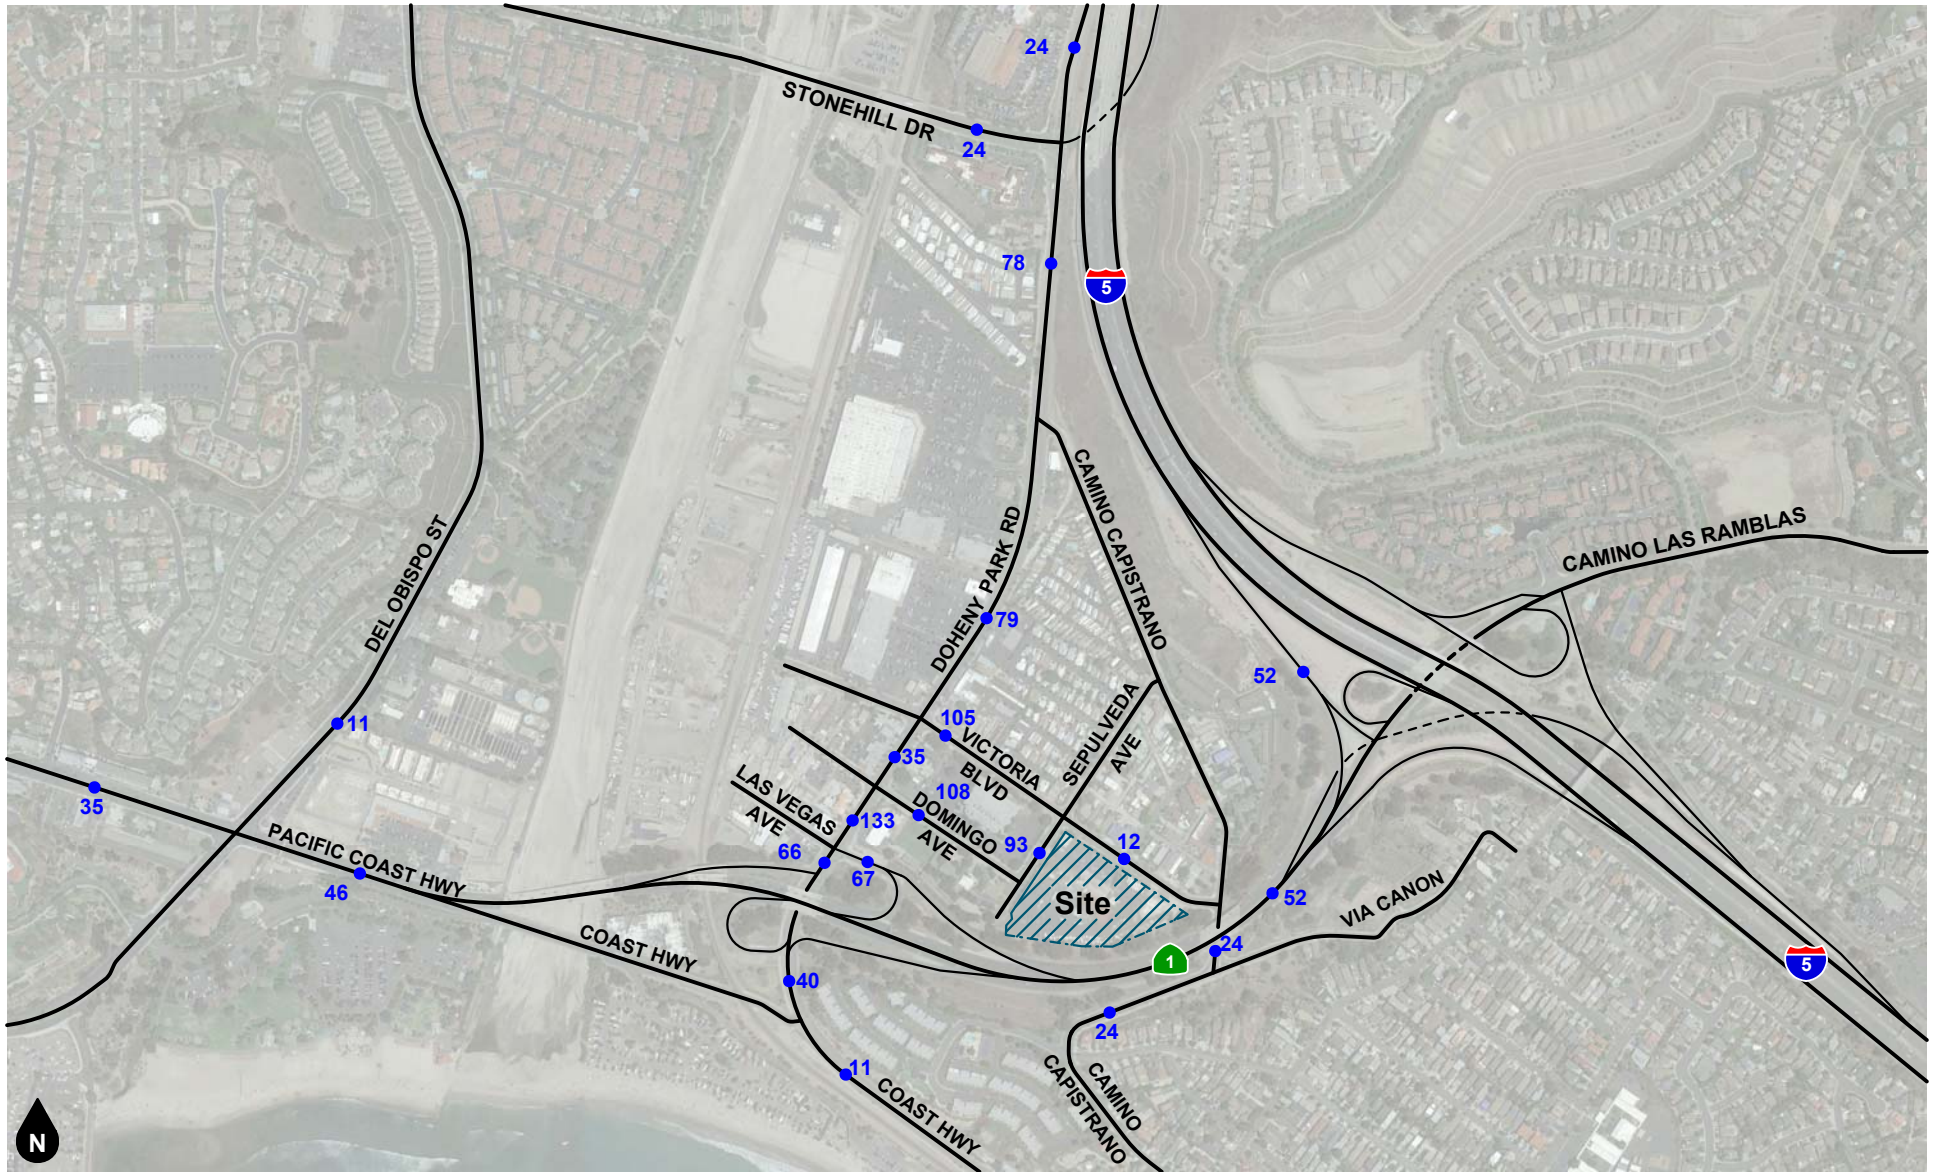 24
STONEHILL DR
24
78
5
CAMINO CAPISTRANO
DOHENY PARK RD
CAMINO LAS RAMBLAS
DEL OBISPO ST
79
52
SEPULVEDA
AVE
105
VICTORIA
BLVD
11
35
35
LAS VEGAS
AVE
108
DOMINGO
AVE
133
PACIFIC COAST HWY
46
66
67
93
12
Site
52
VIA CANON
COAST HWY
24
1
5
40
24
11
COAST HWY
CAMINO
CAPISTRANO
N